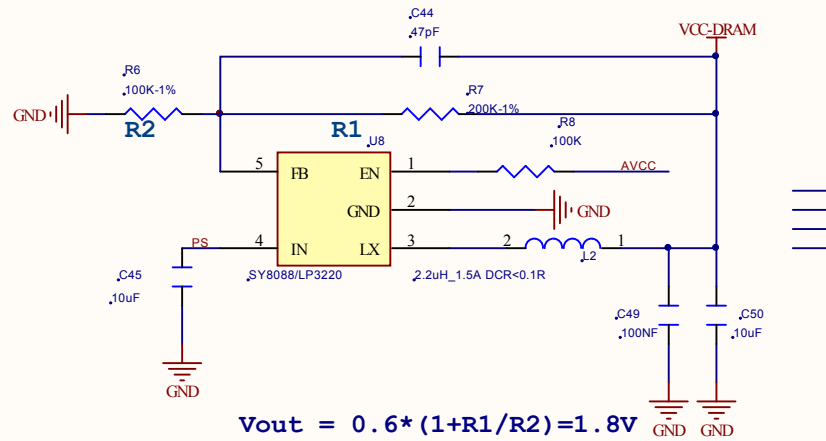 C44
47pF
VCC-DRAM
R6
100K-1%
R7
200K-1%
GND
R2
R1
R8
100K
U8
5
FB
EN
1
AVCC
GND
2
GND
PS
4
IN
LX
3
2
1
L2
C45
10uF
SY8088/LP3220
2.2uH_1.5A DCR<0.1R
C49
100NF
C50
10uF
GND
Vout = 0.6*(1+R1/R2)=1.8V
GND
GND